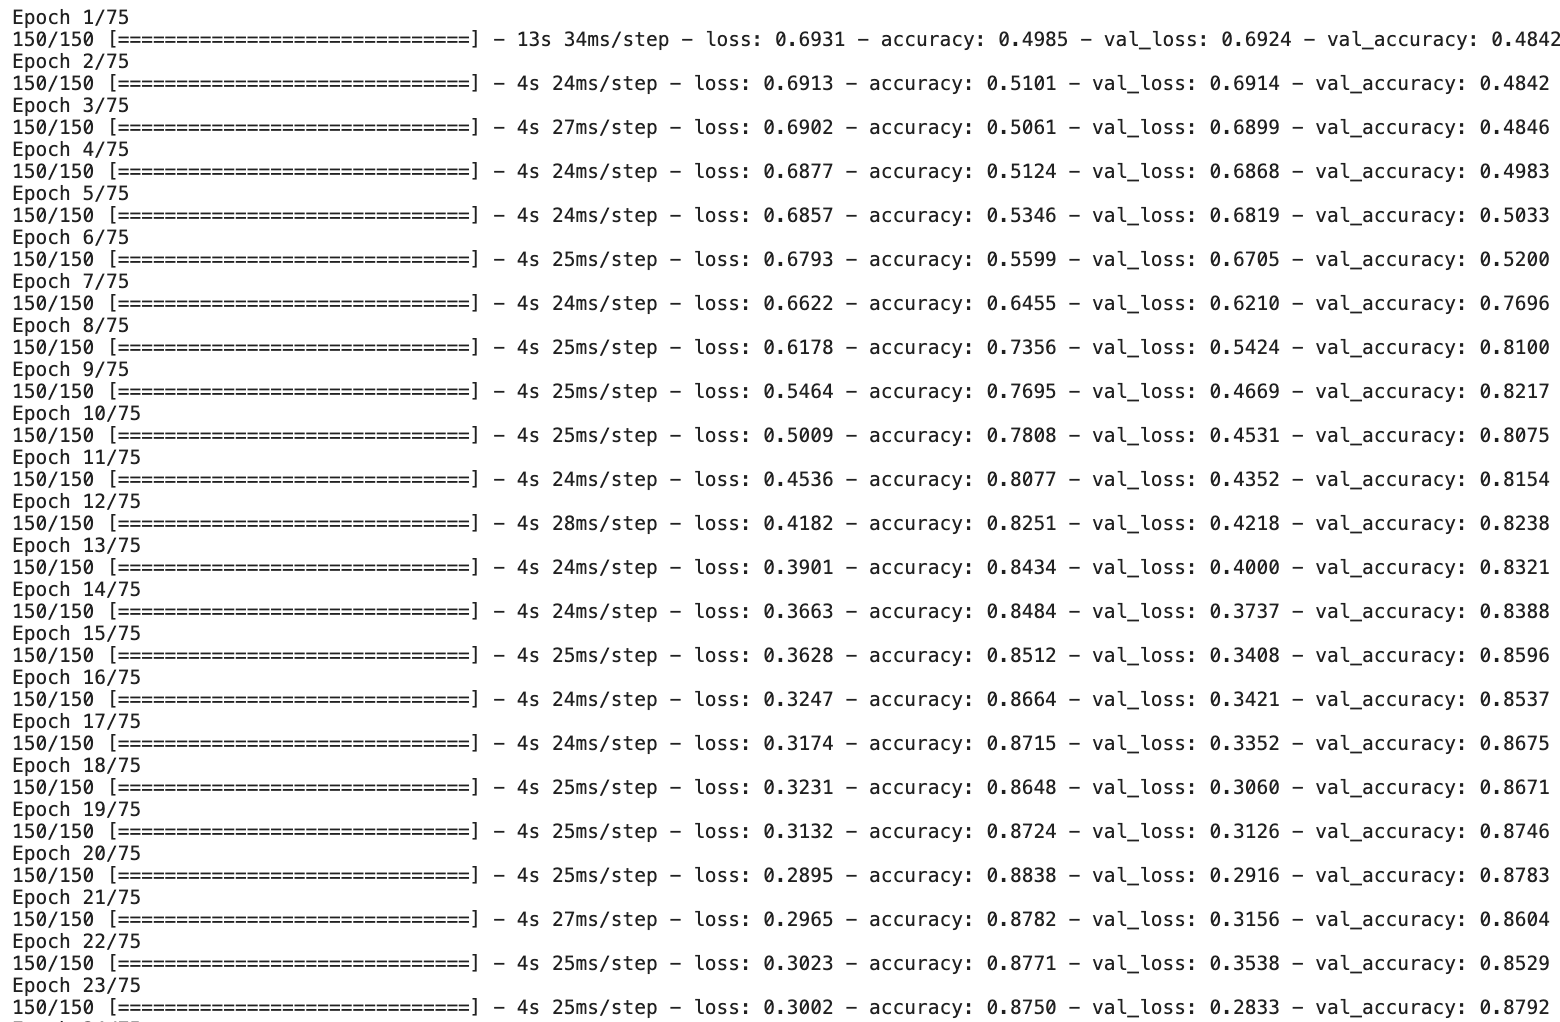 Epoch 1/75
150/150 [==============================] - 13s 34ms/step - loss: 0.6931 - accuracy: 0.4985 - val_loss: 0.6924 - val_accuracy: 0.4842
Epoch 2/75
150/150 [==============================] - 4s 24ms/step - loss: 0.6913 - accuracy: 0.5101 - val_loss: 0.6914 - val_accuracy: 0.4842
Epoch 3/75
150/150 [==============================] - 4s 27ms/step - loss: 0.6902 - accuracy: 0.5061 - val_loss: 0.6899 - val_accuracy: 0.4846
Epoch 4/75
150/150 [==============================] - 4s 24ms/step - loss: 0.6877 - accuracy: 0.5124 - val_loss: 0.6868 - val_accuracy: 0.4983
Epoch 5/75
150/150 [==============================] - 4s 24ms/step - loss: 0.6857 - accuracy: 0.5346 - val_loss: 0.6819 - val_accuracy: 0.5033
Epoch 6/75
150/150 [==============================] - 4s 25ms/step - loss: 0.6793 - accuracy: 0.5599 - val_loss: 0.6705 - val_accuracy: 0.5200
Epoch 7/75
150/150 [==============================] - 4s 24ms/step - loss: 0.6622 - accuracy: 0.6455 - val_loss: 0.6210 - val_accuracy: 0.7696
Epoch 8/75
150/150 [==============================] - 4s 25ms/step - loss: 0.6178 - accuracy: 0.7356 - val_loss: 0.5424 - val_accuracy: 0.8100
Epoch 9/75
150/150 [==============================] - 4s 25ms/step - loss: 0.5464 - accuracy: 0.7695 - val_loss: 0.4669 - val_accuracy: 0.8217
Epoch 10/75
150/150 [==============================] - 4s 25ms/step - loss: 0.5009 - accuracy: 0.7808 - val_loss: 0.4531 - val_accuracy: 0.8075
Epoch 11/75
150/150 [==============================] - 4s 24ms/step - loss: 0.4536 - accuracy: 0.8077 - val_loss: 0.4352 - val_accuracy: 0.8154
Epoch 12/75
150/150 [==============================] - 4s 28ms/step - loss: 0.4182 - accuracy: 0.8251 - val_loss: 0.4218 - val_accuracy: 0.8238
Epoch 13/75
150/150 [==============================] - 4s 24ms/step - loss: 0.3901 - accuracy: 0.8434 - val_loss: 0.4000 - val_accuracy: 0.8321
Epoch 14/75
150/150 [==============================] - 4s 24ms/step - loss: 0.3663 - accuracy: 0.8484 - val_loss: 0.3737 - val_accuracy: 0.8388
Epoch 15/75
150/150 [==============================] - 4s 25ms/step - loss: 0.3628 - accuracy: 0.8512 - val_loss: 0.3408 - val_accuracy: 0.8596
Epoch 16/75
150/150 [==============================] - 4s 24ms/step - loss: 0.3247 - accuracy: 0.8664 - val_loss: 0.3421 - val_accuracy: 0.8537
Epoch 17/75
150/150 [==============================] - 4s 24ms/step - loss: 0.3174 - accuracy: 0.8715 - val_loss: 0.3352 - val_accuracy: 0.8675
Epoch 18/75
150/150 [==============================] - 4s 25ms/step - loss: 0.3231 - accuracy: 0.8648 - val_loss: 0.3060 - val_accuracy: 0.8671
Epoch 19/75
150/150 [==============================] - 4s 25ms/step - loss: 0.3132 - accuracy: 0.8724 - val_loss: 0.3126 - val_accuracy: 0.8746
Epoch 20/75
150/150 [==============================] - 4s 25ms/step - loss: 0.2895 - accuracy: 0.8838 - val_loss: 0.2916 - val_accuracy: 0.8783
Epoch 21/75
150/150 [==============================] - 4s 27ms/step - loss: 0.2965 - accuracy: 0.8782 - val_loss: 0.3156 - val_accuracy: 0.8604
Epoch 22/75
150/150 [==============================] - 4s 25ms/step - loss: 0.3023 - accuracy: 0.8771 - val_loss: 0.3538 - val_accuracy: 0.8529
Epoch 23/75
150/150 [==============================] - 4s 25ms/step - loss: 0.3002 - accuracy: 0.8750 - val_loss: 0.2833 - val_accuracy: 0.8792